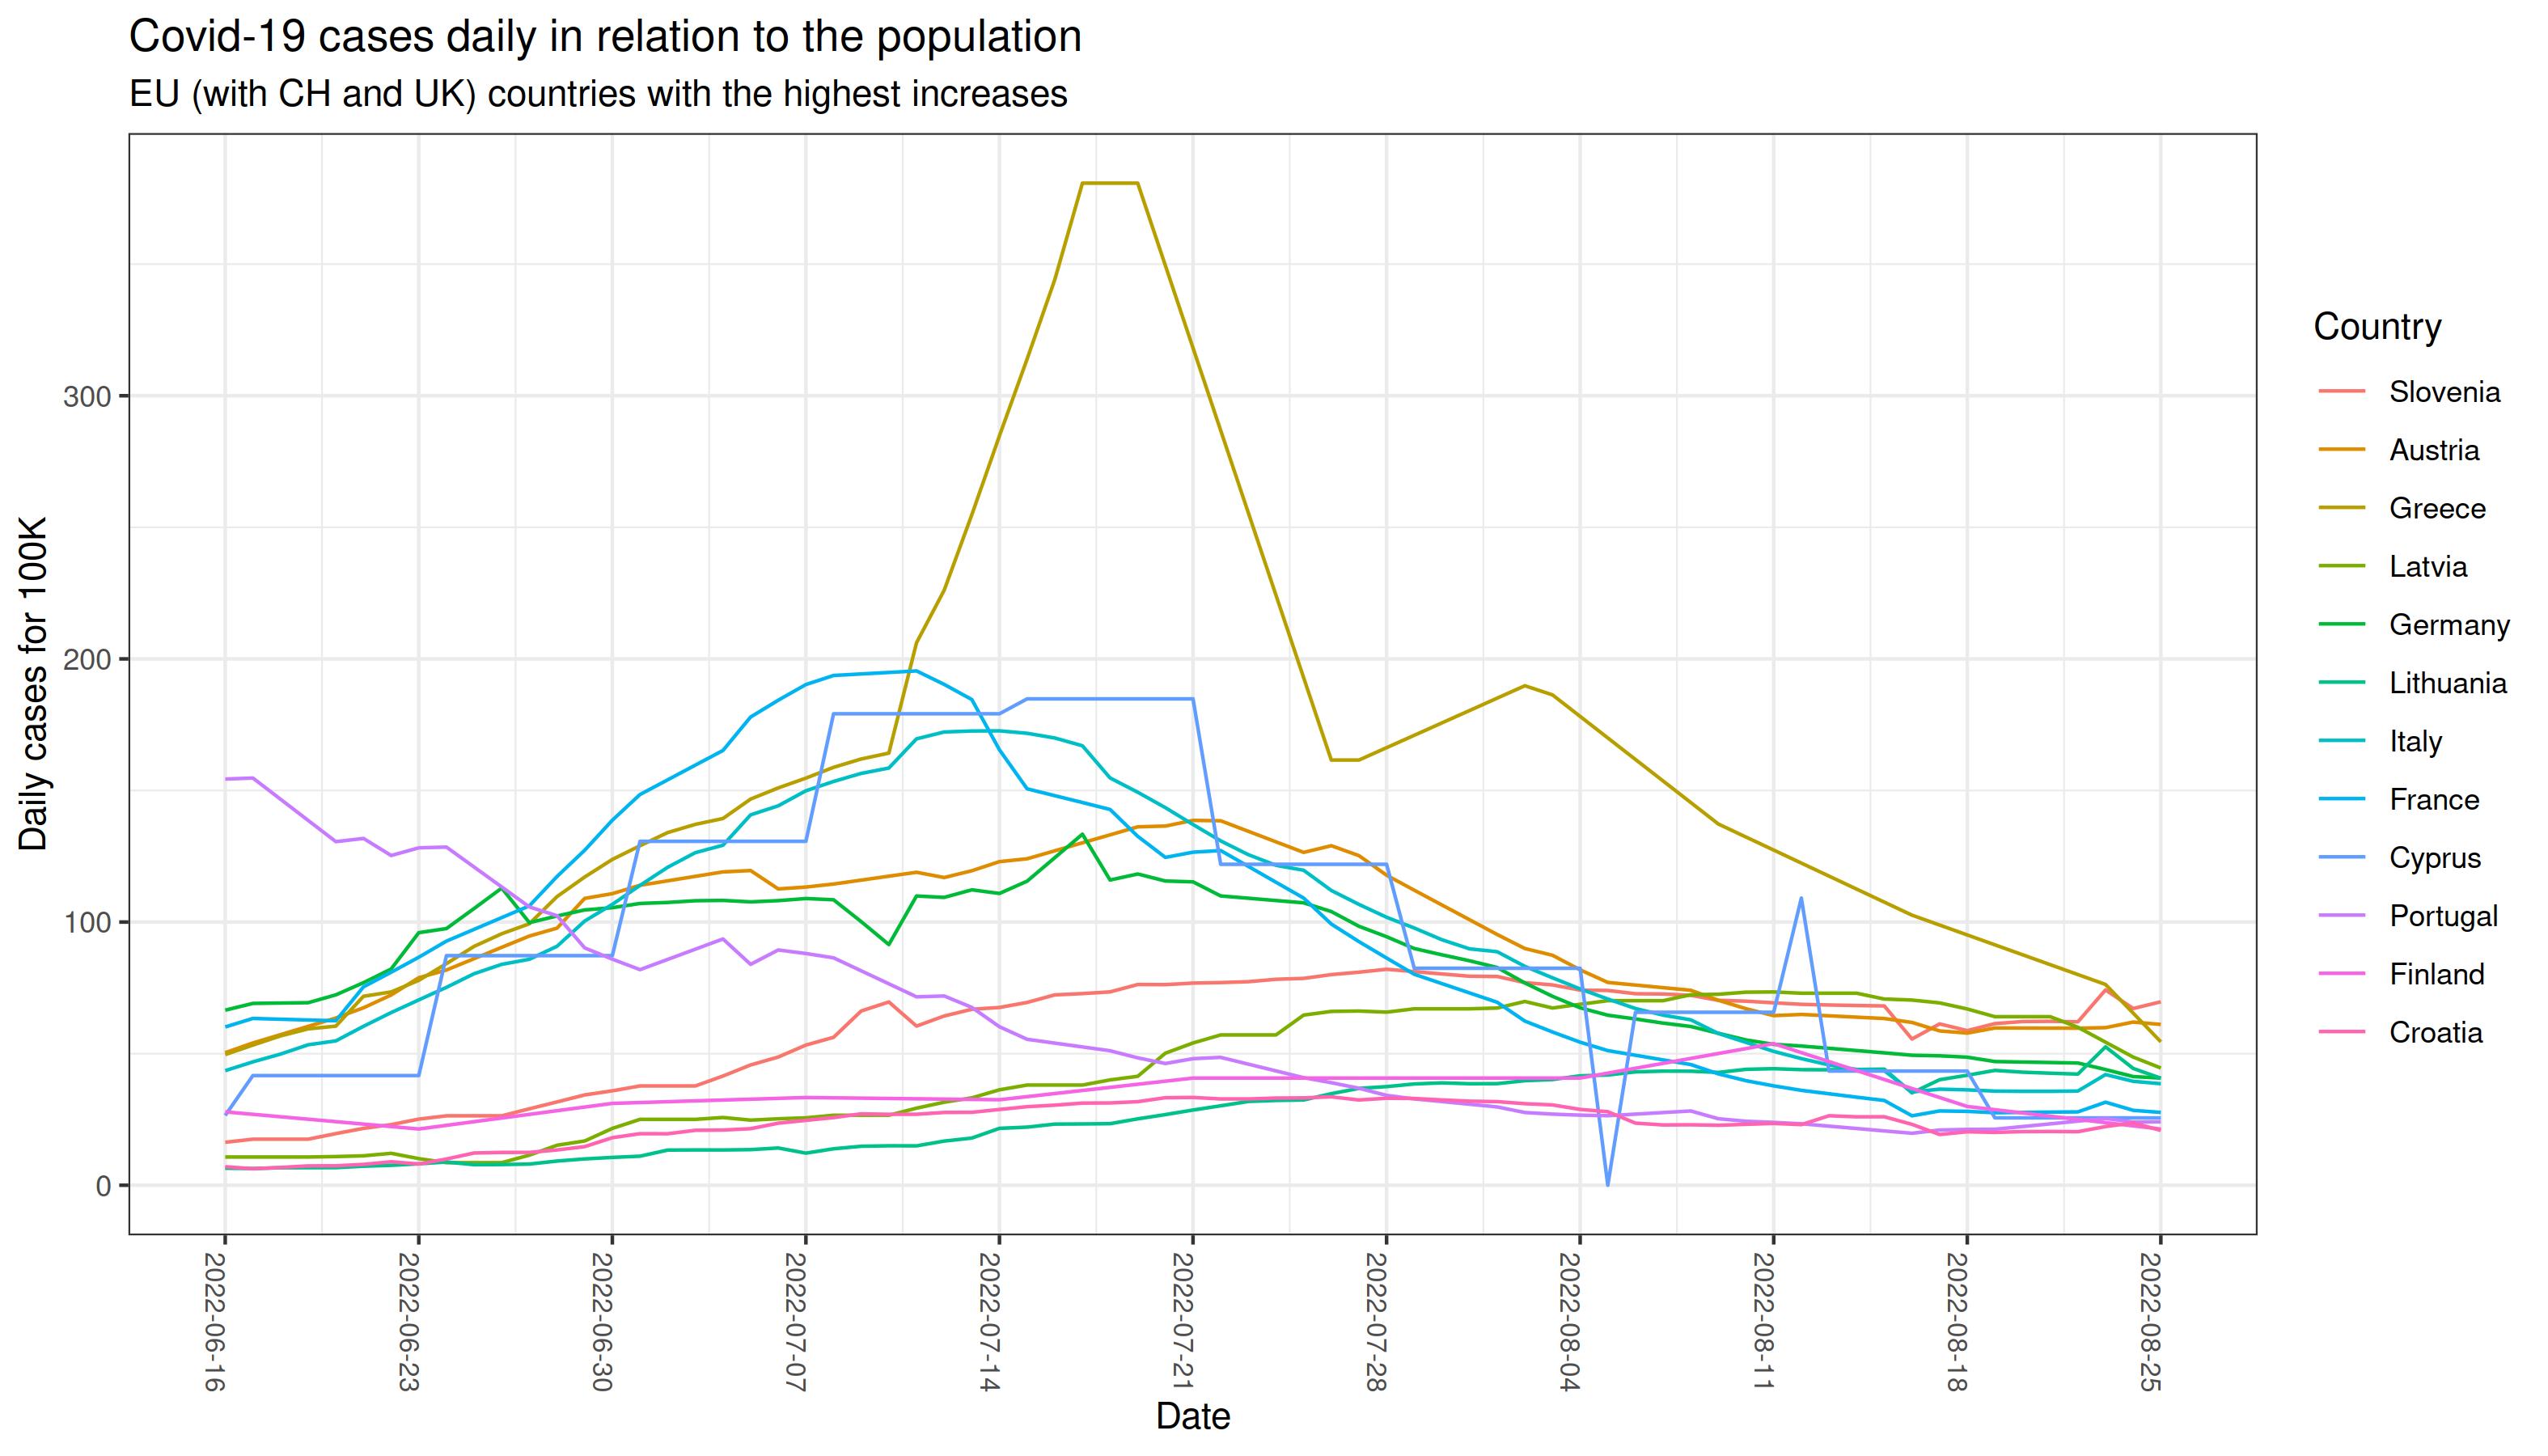 Covid-19 cases daily in relation to the population
EU (with CH and UK) countries with the highest increases
Daily cases for 100K
300
200
100
0
2022-06-16
2022-06-23
2022-06-30
2022-07-07
2022-07-14
2022-07-21
2022-07-28
2022-08-04
2022-08-11
2022-08-18
2022-08-25
Date
Country
Slovenia
Austria
Greece
Latvia
Germany
Lithuania
Italy
France
Cyprus
Portugal
Finland
Croatia